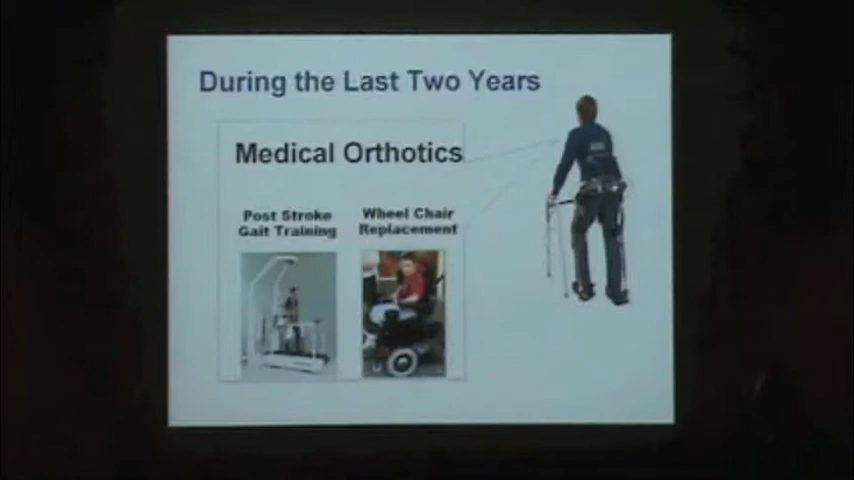 During the Last Two Years
Medical Orthotics
Post Stroke
Gait Training
Wheel Chair
Replacement